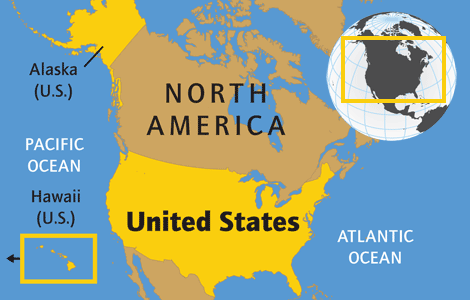 Alaska
(U.S.)
NORTH
AMERICA
PACIFIC
OCEAN
Hawaii
(U.S.)
United States
ATLANTIC
OCEAN